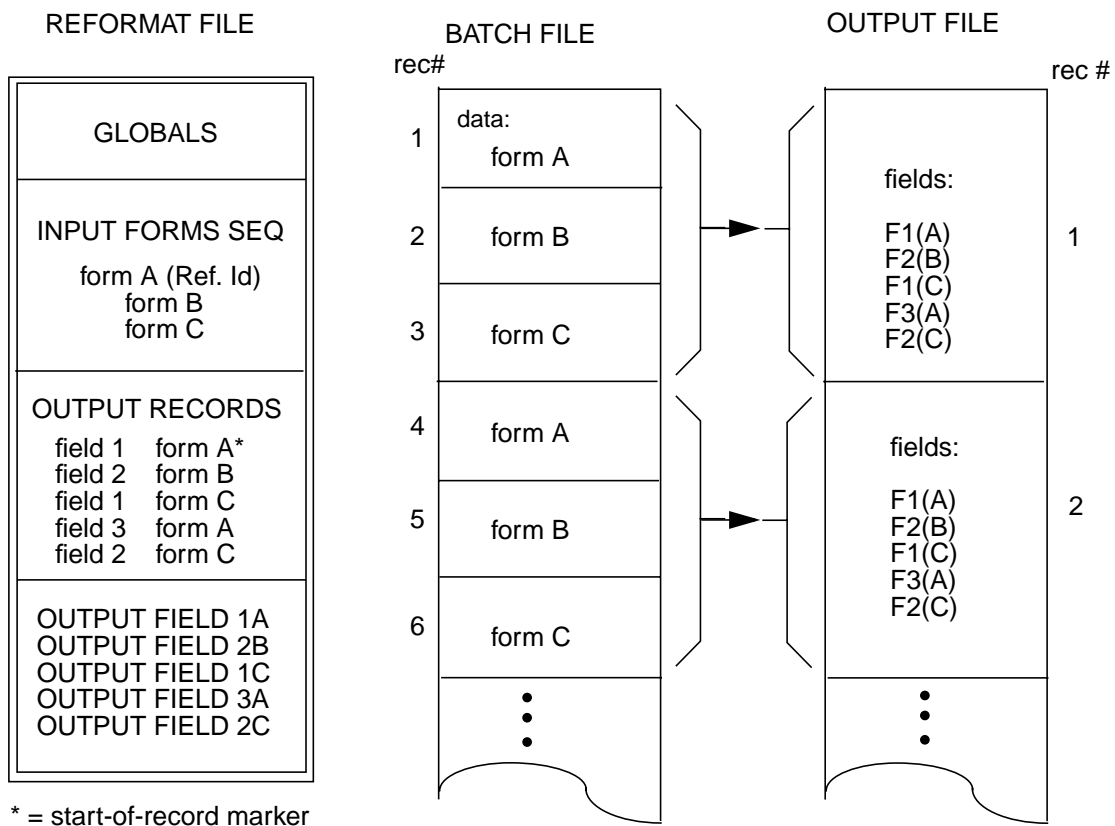 REFORMAT FILE
GLOBALS
INPUT FORMS SEQ
form A (Ref. Id)
form B
form C
OUTPUT RECORDS
field 1 form A*
field 2 form B
field 1 form C
field 3 form A
field 2 form C
OUTPUT FIELD 1A
OUTPUT FIELD 2B
OUTPUT FIELD 1C
OUTPUT FIELD 3A
OUTPUT FIELD 2C
* = start-of-record marker
BATCH FILE
rec#
1
data:
form A
2
form B
3
form C
4
form A
5
form B
6
form C
OUTPUT FILE
rec #
fields:
F1(A)
F2(B)
F1(C)
F3(A)
F2(C)
1
fields:
F1(A)
F2(B)
F1(C)
F3(A)
F2(C)
2